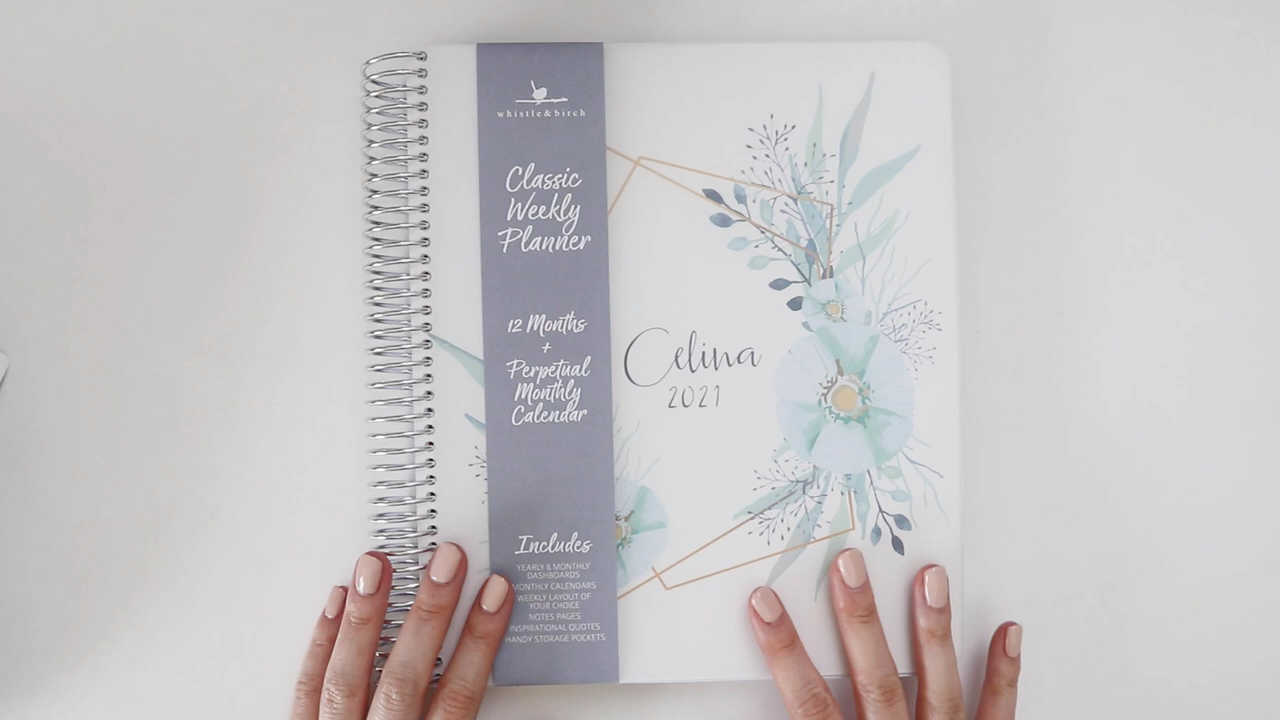 whistle&birch
Classic
Weekly
Planner
12 Months
+
Perpetual
Monthly
Calendar
Includes
YEARLY & MONTHLY
DASHBOARDS
MONTHLY CALENDARS
WEEKLY LAYOUT OF
YOUR CHOICE
NOTES PAGES
INSPIRATIONAL QUOTES
HANDY STORAGE POCKETS
Celina
2021